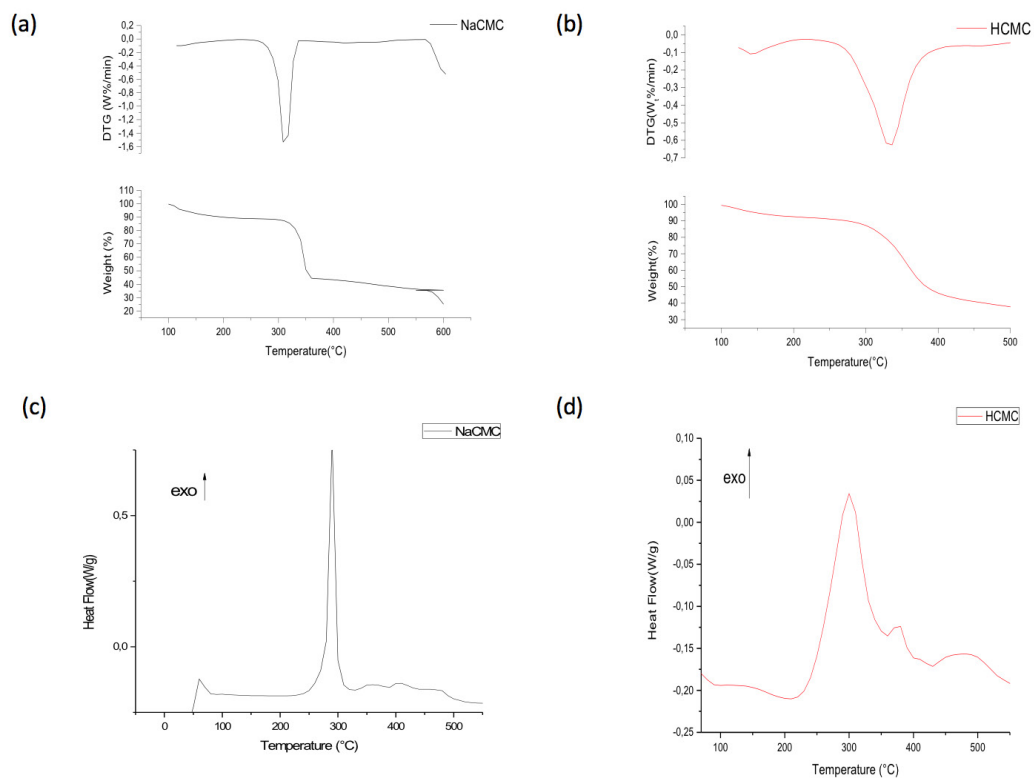 (a)
NaCMC
0,2
0,0
-0,2
-0,4
-0,6
-0,8
-1,0
-1,2
-1,4
-1,6
DTG (W%/min)
110
100
90
80
70
60
50
40
30
20
Weight (%)
100 200 300 400 500 600
Temperature(°C)
(b)
HCMC
0,0
-0,1
-0,2
-0,3
-0,4
-0,5
-0,6
-0,7
DTG(Wt%/min)
100
90
80
70
60
50
40
30
Weight(%)
100 200 300 400 500
Temperature(°C)
(c)
NaCMC
exo
0,5
0,0
Heat Flow(W/g)
0 100 200 300 400 500
Temperature (°C)
(d)
HCMC
exo
0,10
0,05
0,00
-0,05
-0,10
-0,15
-0,20
-0,25
Heat Flow(W/g)
100 200 300 400 500
Temperature (°C)